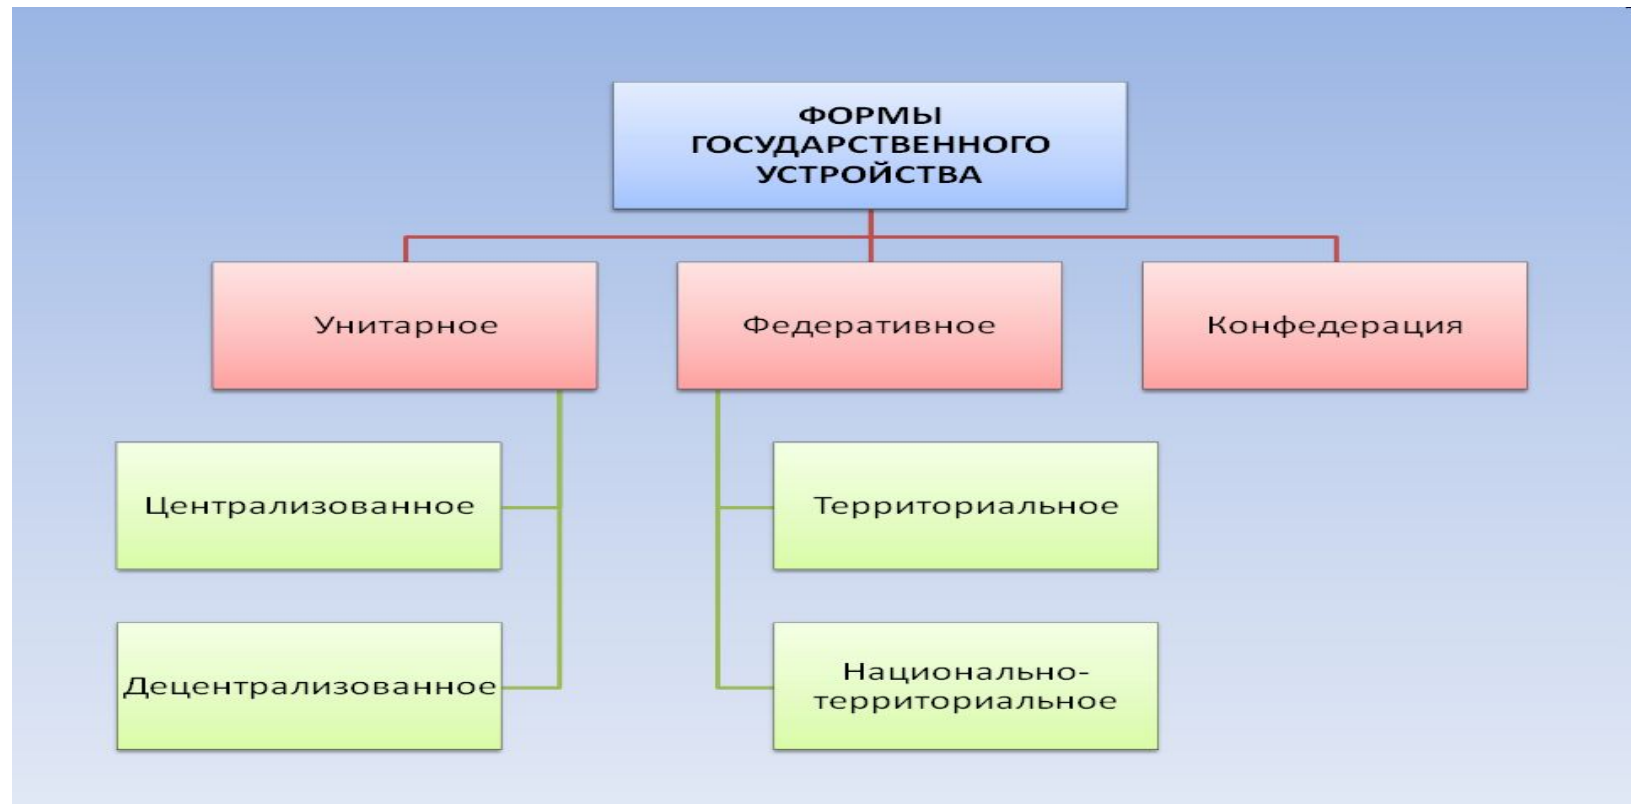 ФОРМЫ
ГОСУДАРСТВЕННОГО
УСТРОЙСТВА
Унитарное
Федеративное
Конфедерация
Централизованное
Территориальное
Децентрализованное
Национально-
территориальное